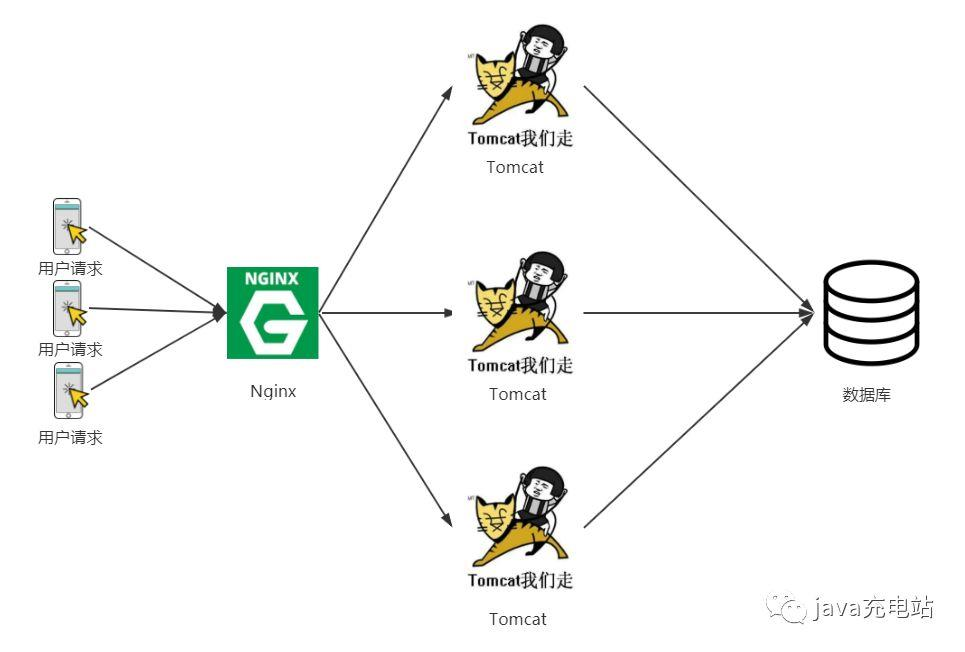 Tomcat我们走
Tomcat
用户请求
用户请求
用户请求
NGINX
Nginx
Tomcat我们走
Tomcat
数据库
Tomcat我们走
Tomcat
java充电站